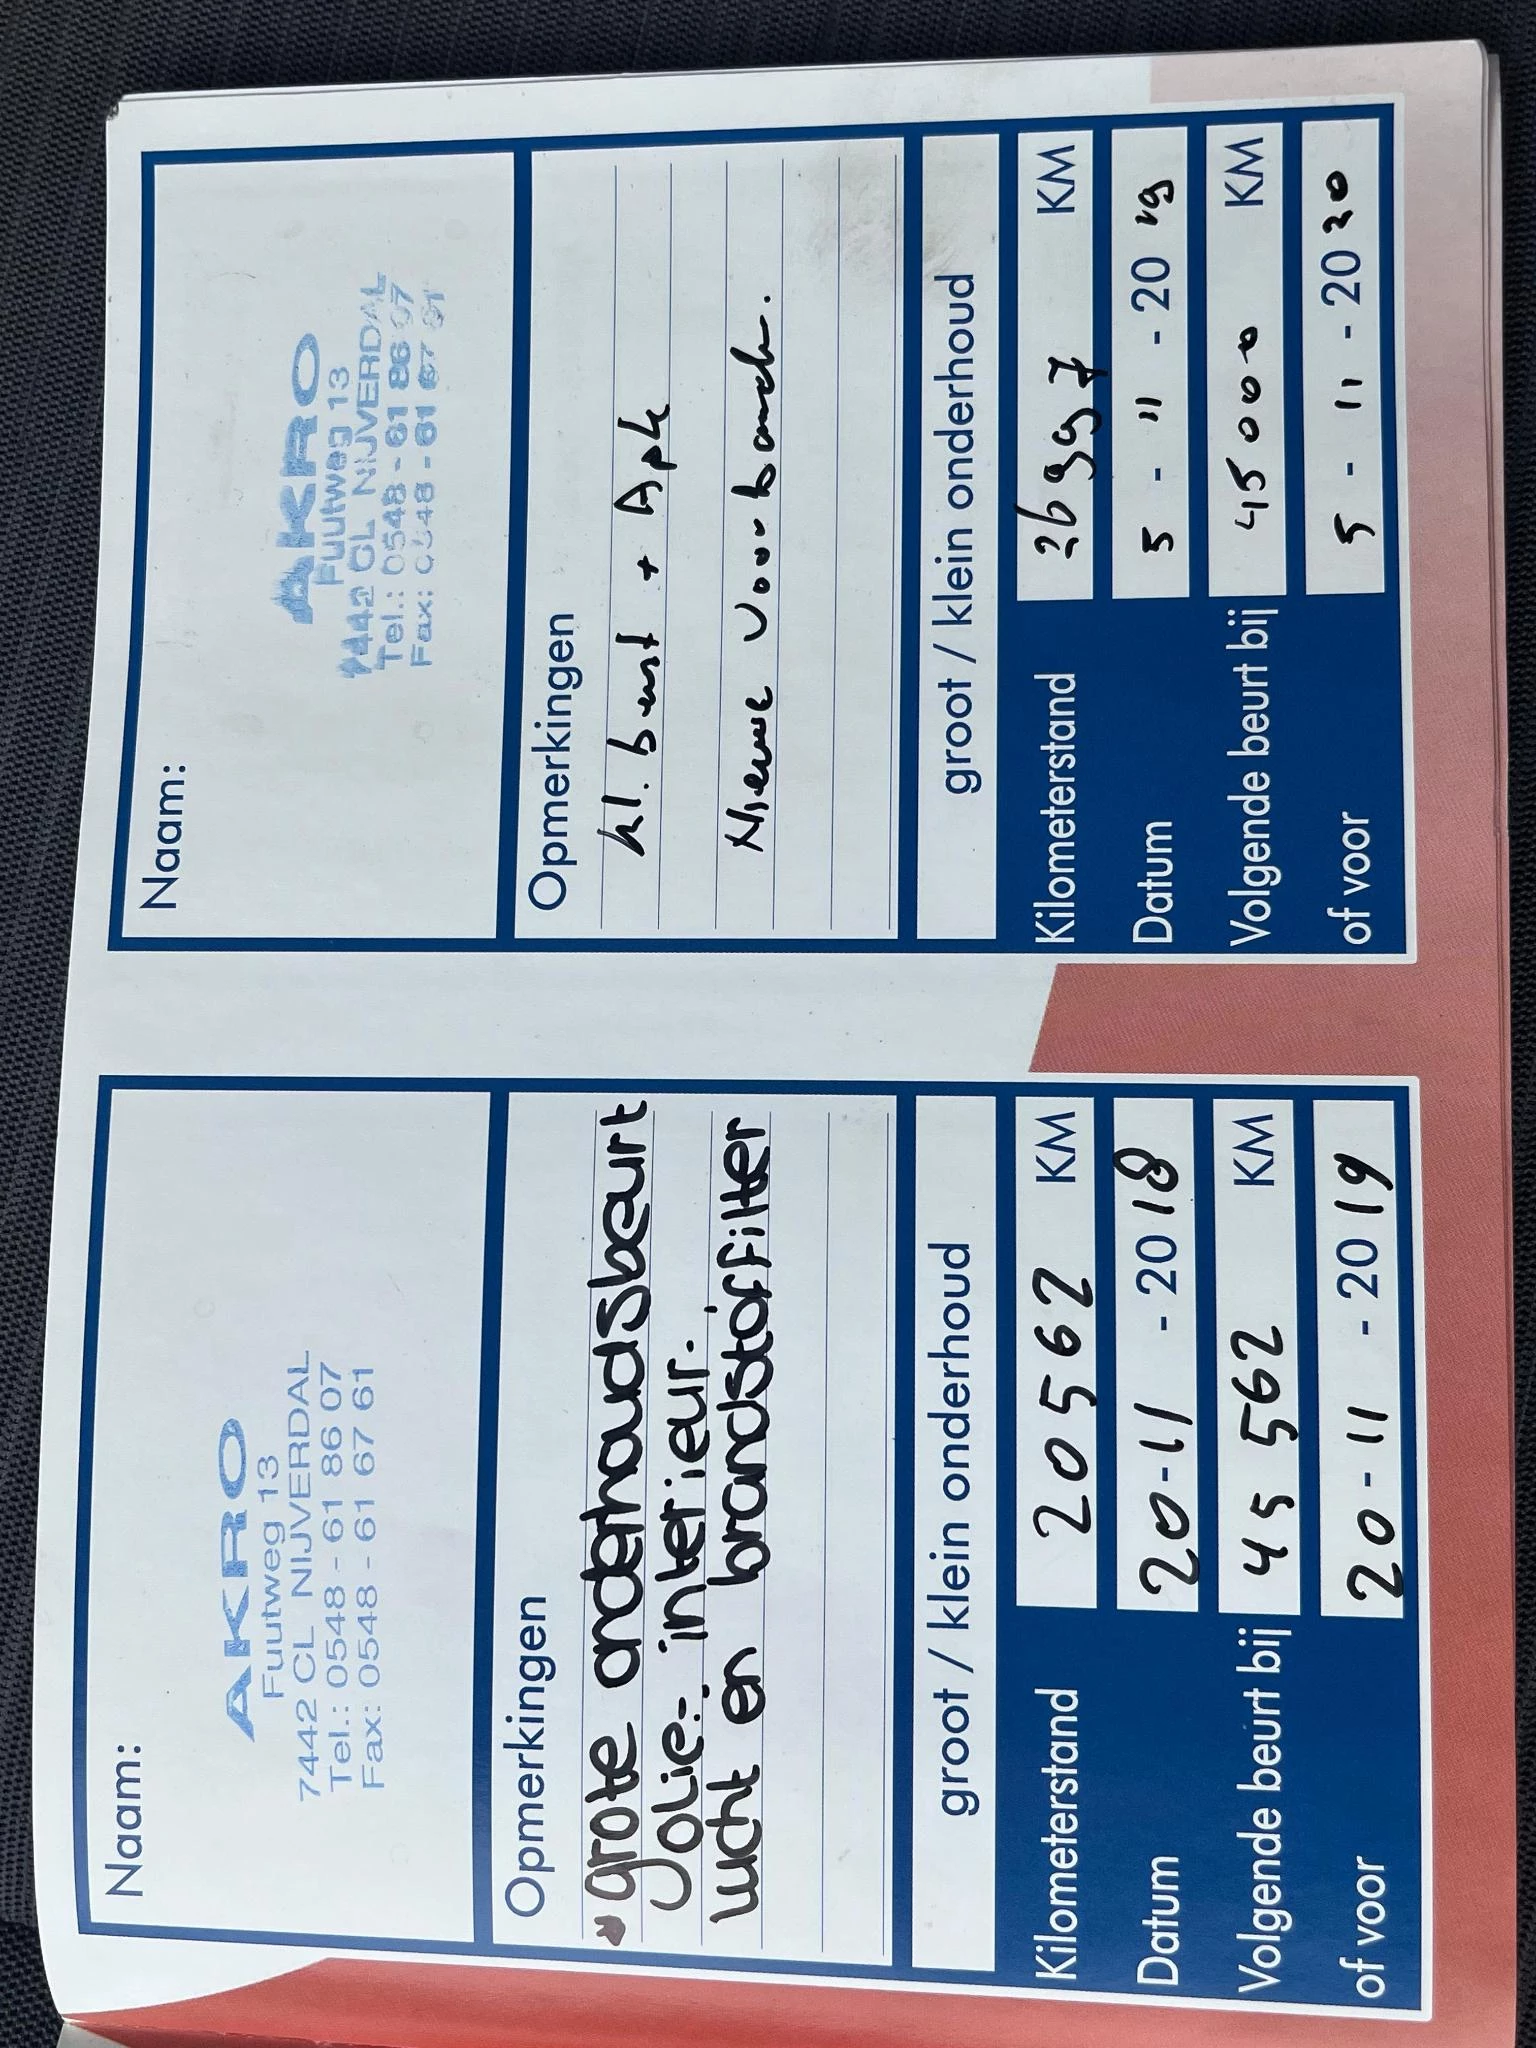 Naam:
AKRO
Fuutweg 13
7442 CL NIJVERDAL
Tel.: 0548 - 61 86 07
Fax: 0548 - 61 67 61
Opmerkingen
grote onderhoudsbeurt
olie-, interieur.
lucht en brandstoffilter
groot / klein onderhoud
Kilometerstand 20562 KM
Datum 20-11 - 2018
Volgende beurt bij 45 562 KM
of voor 20-11 - 2019
Naam:
AKRO
Fuutweg 13
7442 CL NIJVERDAL
Tel.: 0548 - 61 86 07
Fax: 0548 - 61 67 61
Opmerkingen
kl. beurt + Apk
Nieuwe voorband.
groot / klein onderhoud
Kilometerstand 26997 KM
Datum 5 - 11 - 2019
Volgende beurt bij 45000 KM
of voor 5 - 11 - 2020